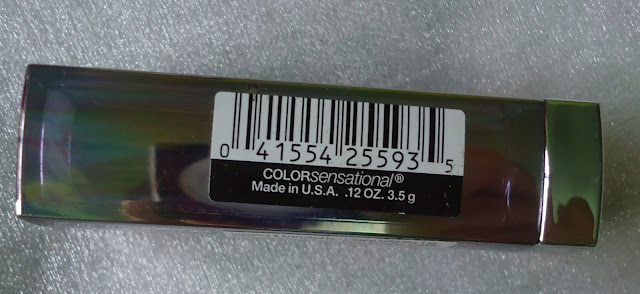 0 41554 25593 5
COLORsensational®
Made in U.S.A. .12 OZ. 3.5 g